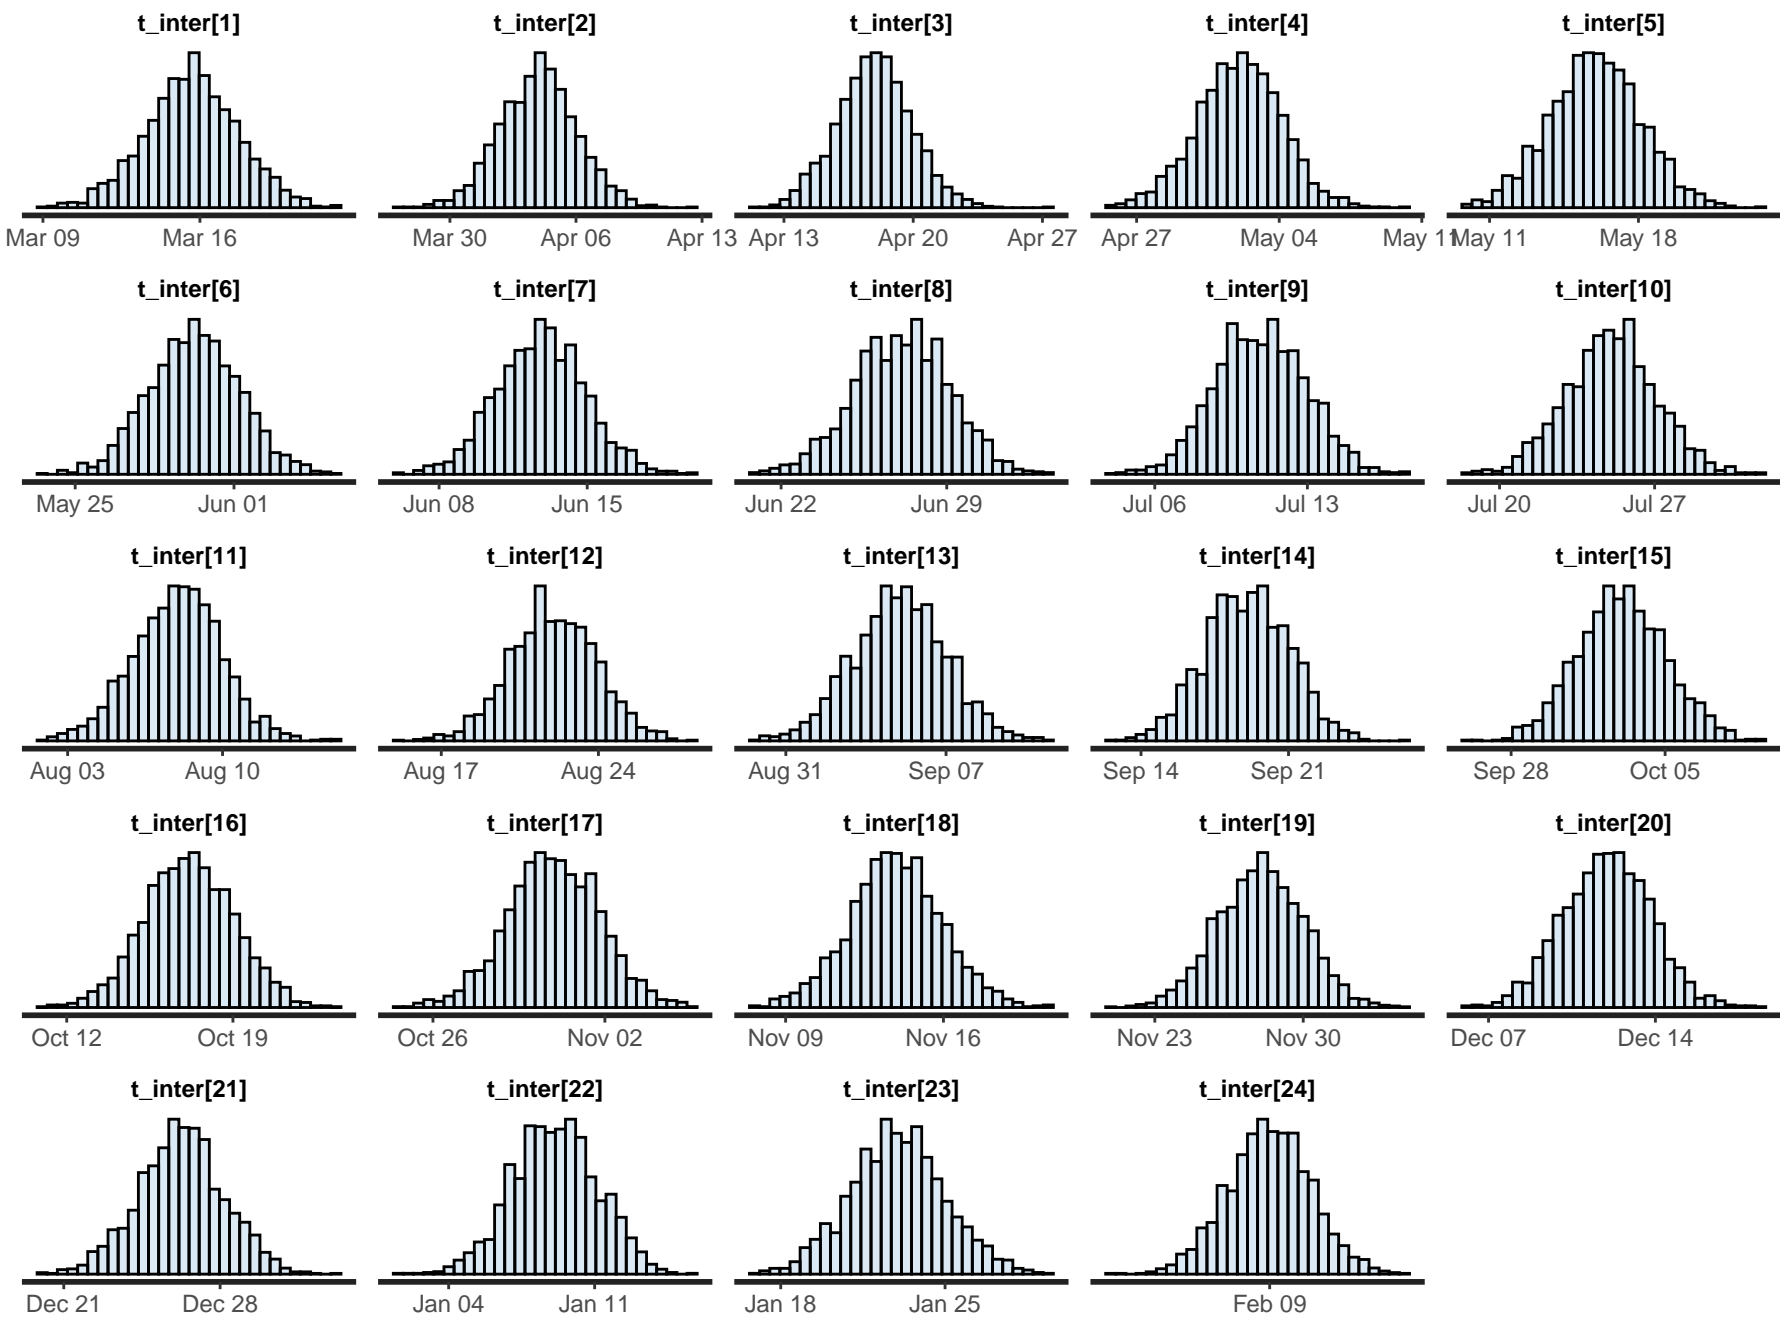 t_inter[1] t_inter[2] t_inter[3] t_inter[4] t_inter[5]
Mar 09 Mar 16 Mar 30 Apr 06 Apr 13 Apr 13 Apr 20 Apr 27 Apr 27 May 04 May 11 May 11 May 18
t_inter[6] t_inter[7] t_inter[8] t_inter[9] t_inter[10]
May 25 Jun 01 Jun 08 Jun 15 Jun 22 Jun 29 Jul 06 Jul 13 Jul 20 Jul 27
t_inter[11] t_inter[12] t_inter[13] t_inter[14] t_inter[15]
Aug 03 Aug 10 Aug 17 Aug 24 Aug 31 Sep 07 Sep 14 Sep 21 Sep 28 Oct 05
t_inter[16] t_inter[17] t_inter[18] t_inter[19] t_inter[20]
Oct 12 Oct 19 Oct 26 Nov 02 Nov 09 Nov 16 Nov 23 Nov 30 Dec 07 Dec 14
t_inter[21] t_inter[22] t_inter[23] t_inter[24]
Dec 21 Dec 28 Jan 04 Jan 11 Jan 18 Jan 25 Feb 09